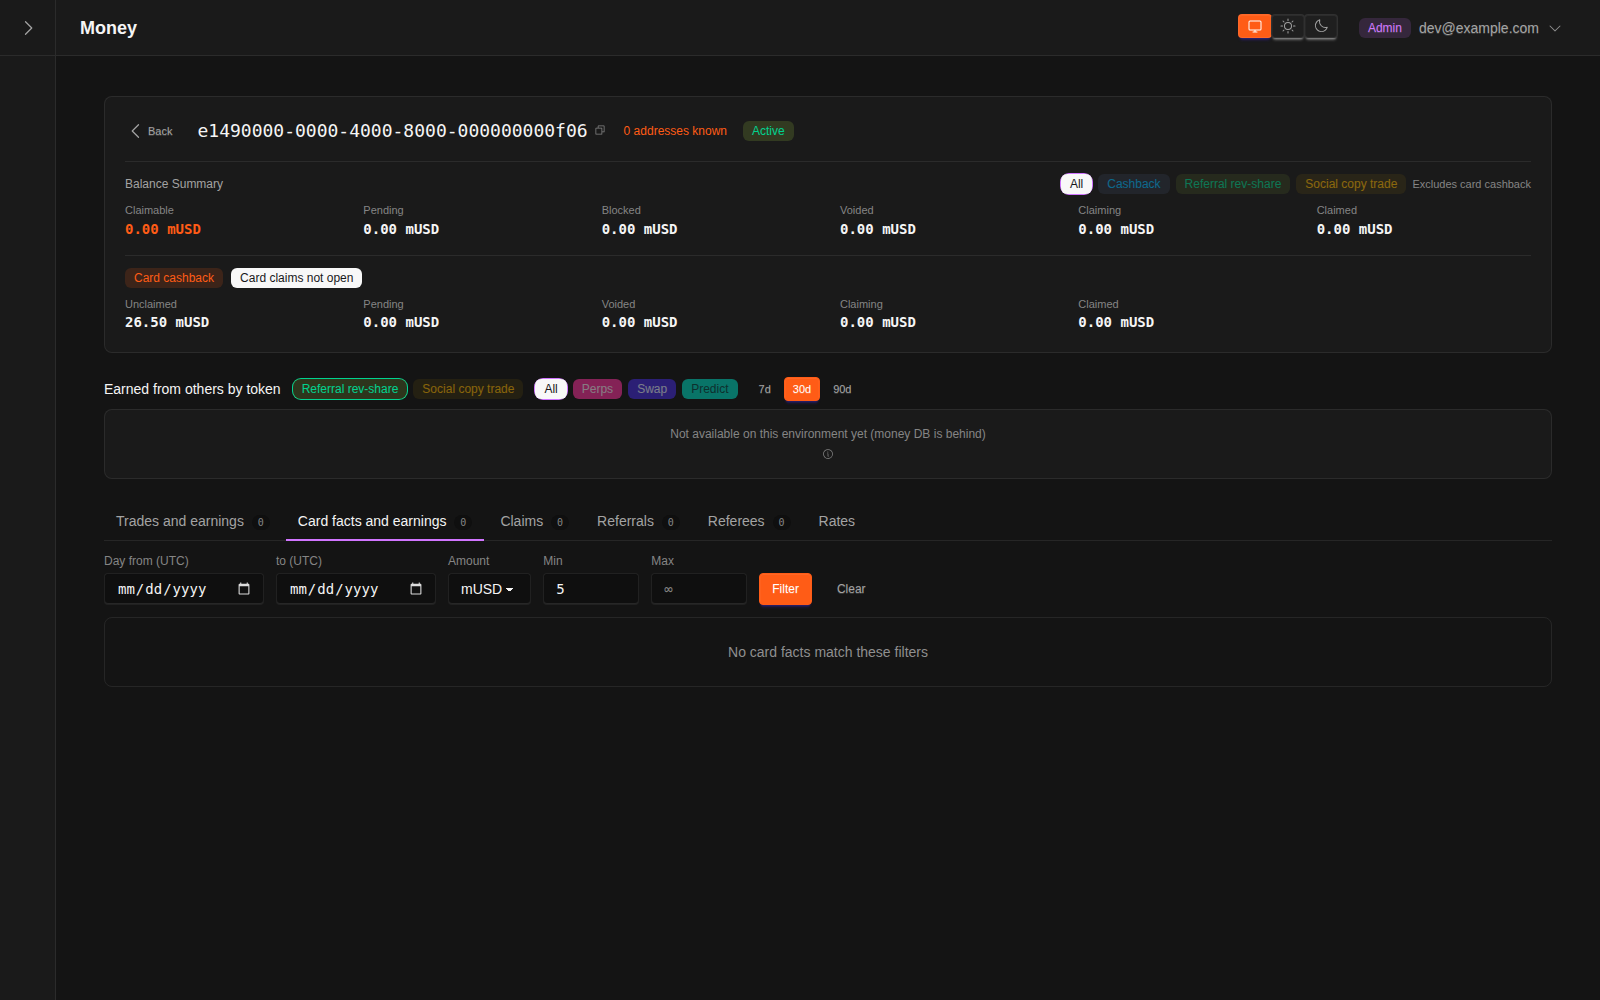 Money
Admin dev@example.com
Back e1490000-0000-4000-8000-000000000f06 0 addresses known Active
Balance Summary All Cashback Referral rev-share Social copy trade Excludes card cashback
Claimable Pending Blocked Voided Claiming Claimed
0.00 mUSD 0.00 mUSD 0.00 mUSD 0.00 mUSD 0.00 mUSD 0.00 mUSD
Card cashback Card claims not open
Unclaimed Pending Voided Claiming Claimed
26.50 mUSD 0.00 mUSD 0.00 mUSD 0.00 mUSD 0.00 mUSD
Earned from others by token Referral rev-share Social copy trade All Perps Swap Predict 7d 30d 90d
Not available on this environment yet (money DB is behind)
Trades and earnings 0 Card facts and earnings 0 Claims 0 Referrals 0 Referees 0 Rates
Day from (UTC) to (UTC) Amount Min Max
mm/dd/yyyy mm/dd/yyyy mUSD 5 ∞ Filter Clear
No card facts match these filters